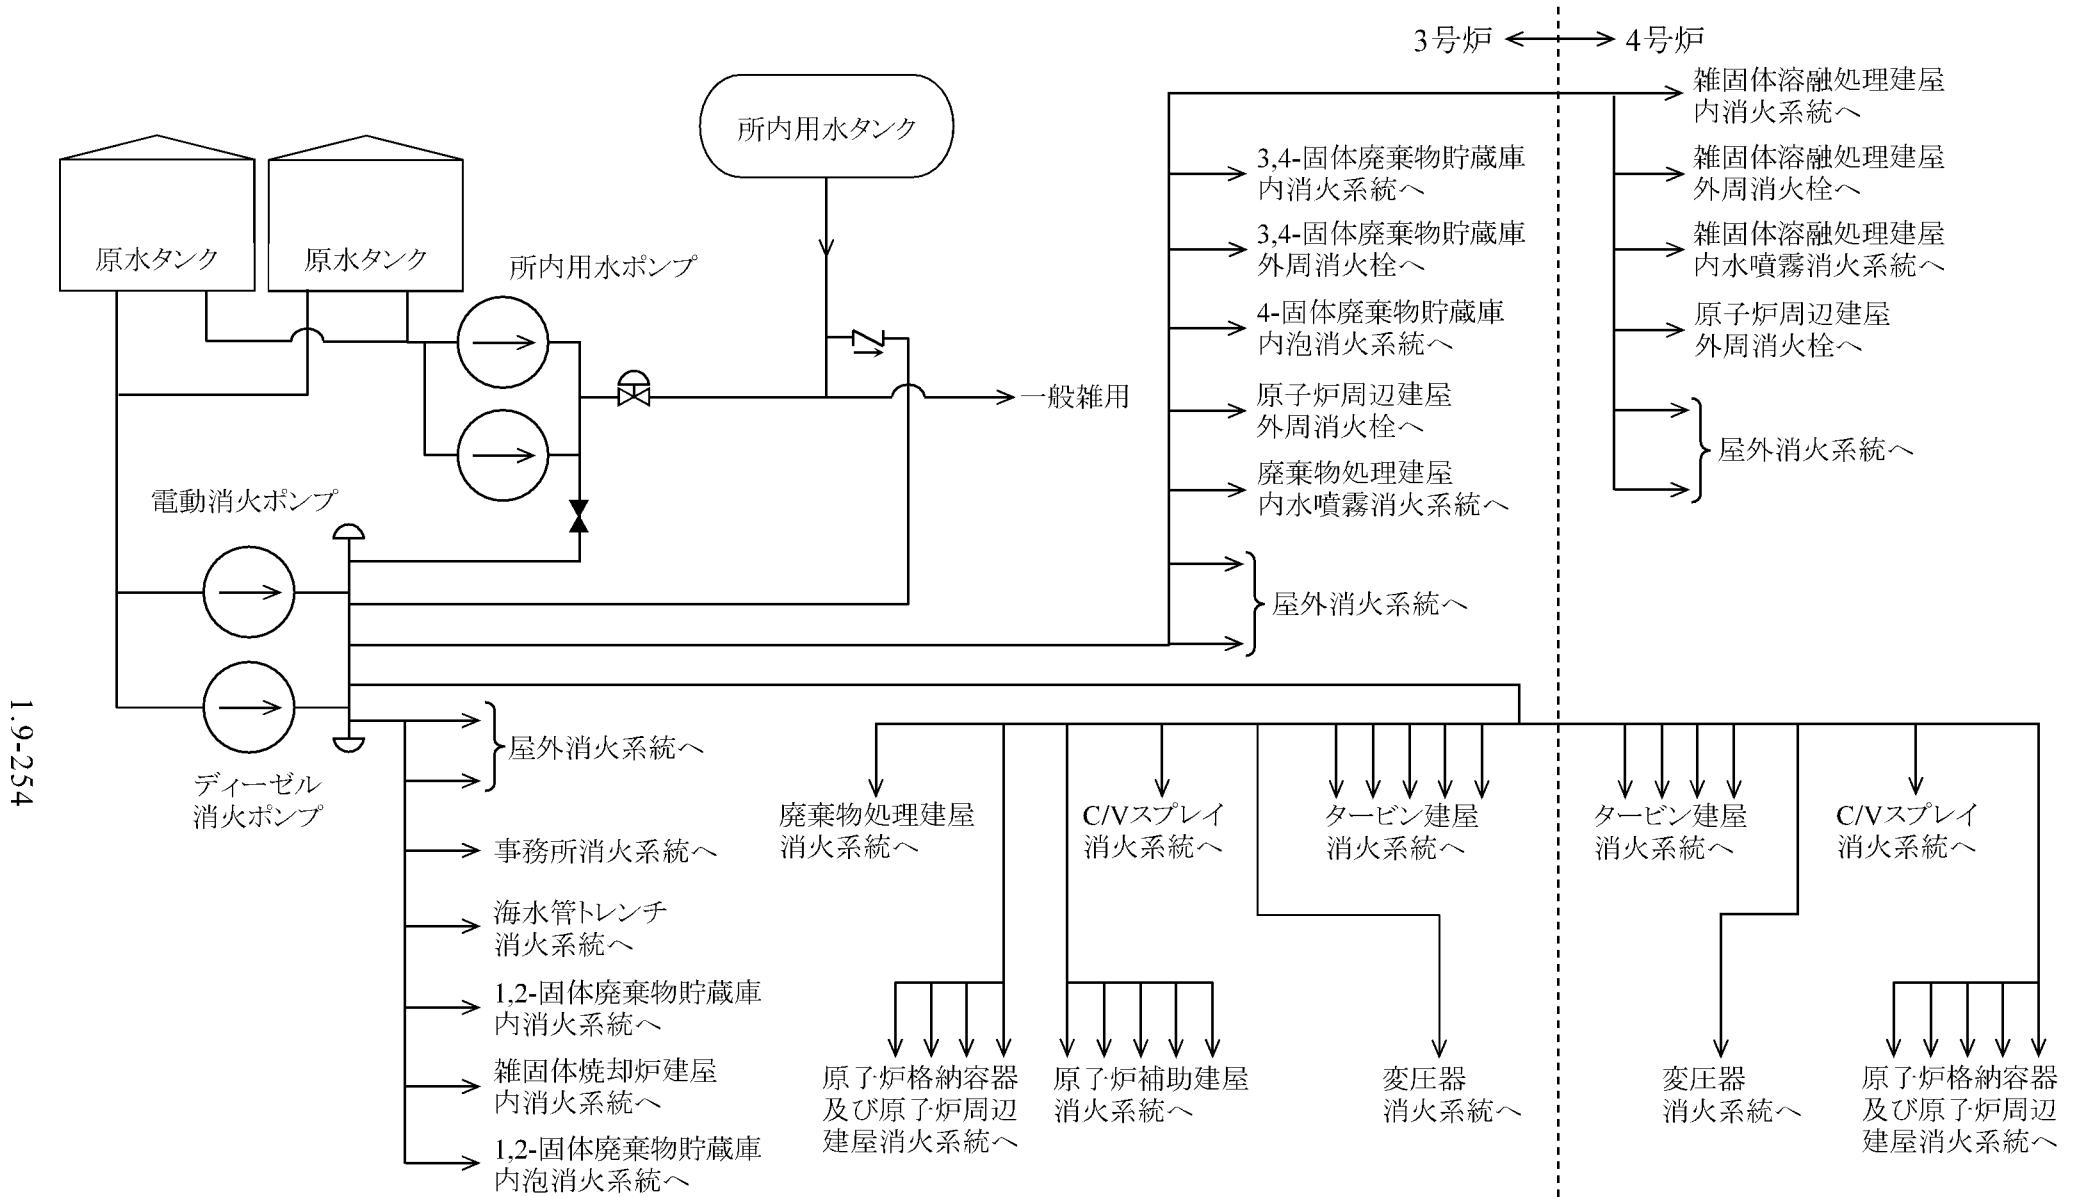 3号炉
4号炉
所内用水タンク
原水タンク
原水タンク
所内用水ポンプ
一般雑用
電動消火ポンプ
ディーゼル
消火ポンプ
3,4-固体廃棄物貯蔵庫
内消火系統へ
3,4-固体廃棄物貯蔵庫
外周消火栓へ
4-固体廃棄物貯蔵庫
内泡消火系統へ
原子炉周辺建屋
外周消火栓へ
廃棄物処理建屋
内水噴霧消火系統へ
屋外消火系統へ
雑固体溶融処理建屋
内消火系統へ
雑固体溶融処理建屋
外周消火栓へ
雑固体溶融処理建屋
内水噴霧消火系統へ
原子炉周辺建屋
外周消火栓へ
屋外消火系統へ
屋外消火系統へ
事務所消火系統へ
海水管トレンチ
消火系統へ
1,2-固体廃棄物貯蔵庫
内消火系統へ
雑固体焼却炉建屋
内消火系統へ
1,2-固体廃棄物貯蔵庫
内泡消火系統へ
廃棄物処理建屋
消火系統へ
C/Vスプレイ
消火系統へ
タービン建屋
消火系統へ
タービン建屋
消火系統へ
C/Vスプレイ
消火系統へ
原子炉格納容器
及び原子炉周辺
建屋消火系統へ
原子炉補助建屋
消火系統へ
変圧器
消火系統へ
変圧器
消火系統へ
原子炉格納容器
及び原子炉周辺
建屋消火系統へ
1.9-254